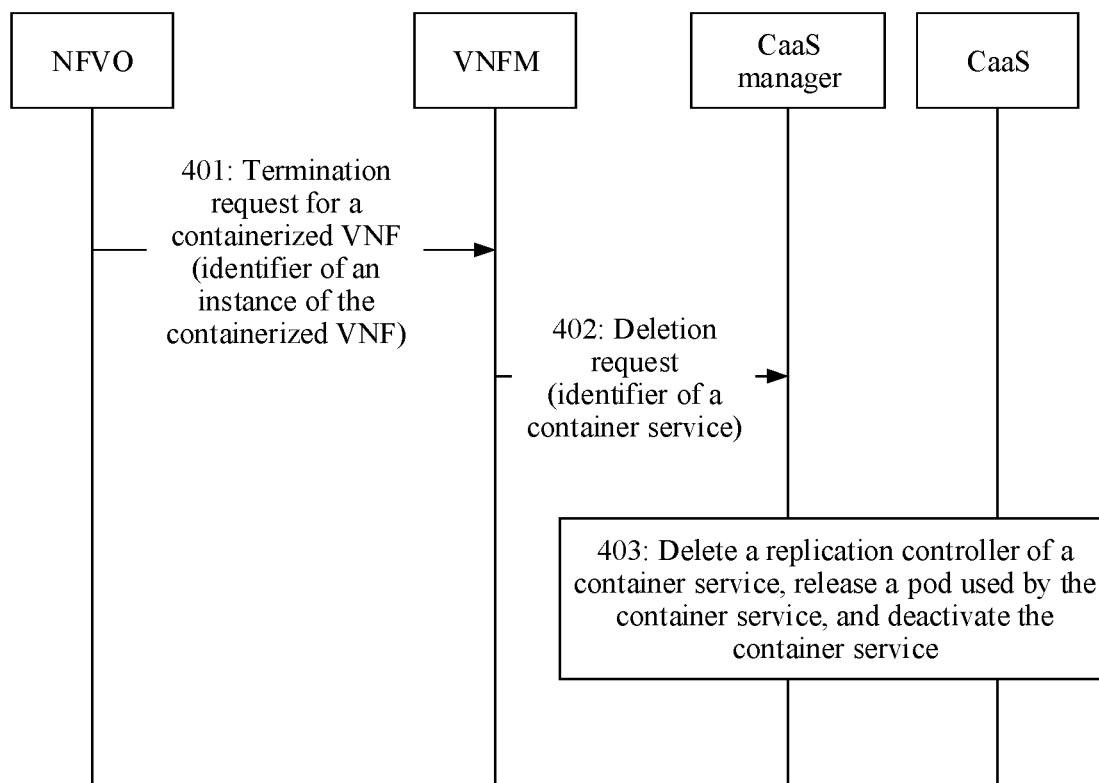 NFVO
VNFM
CaaS
manager
CaaS
401: Termination
request for a
containerized VNF
(identifier of an
instance of the
containerized VNF)
402: Deletion
request
(identifier of a
container service)
403: Delete a replication controller of a
container service, release a pod used by the
container service, and deactivate the
container service